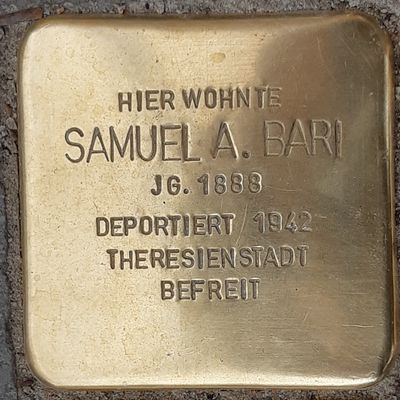 HIER WOHNTE
SAMUEL A. BARI
JG. 1888
DEPORTIERT 1942
THERESIENSTADT
BEFREIT